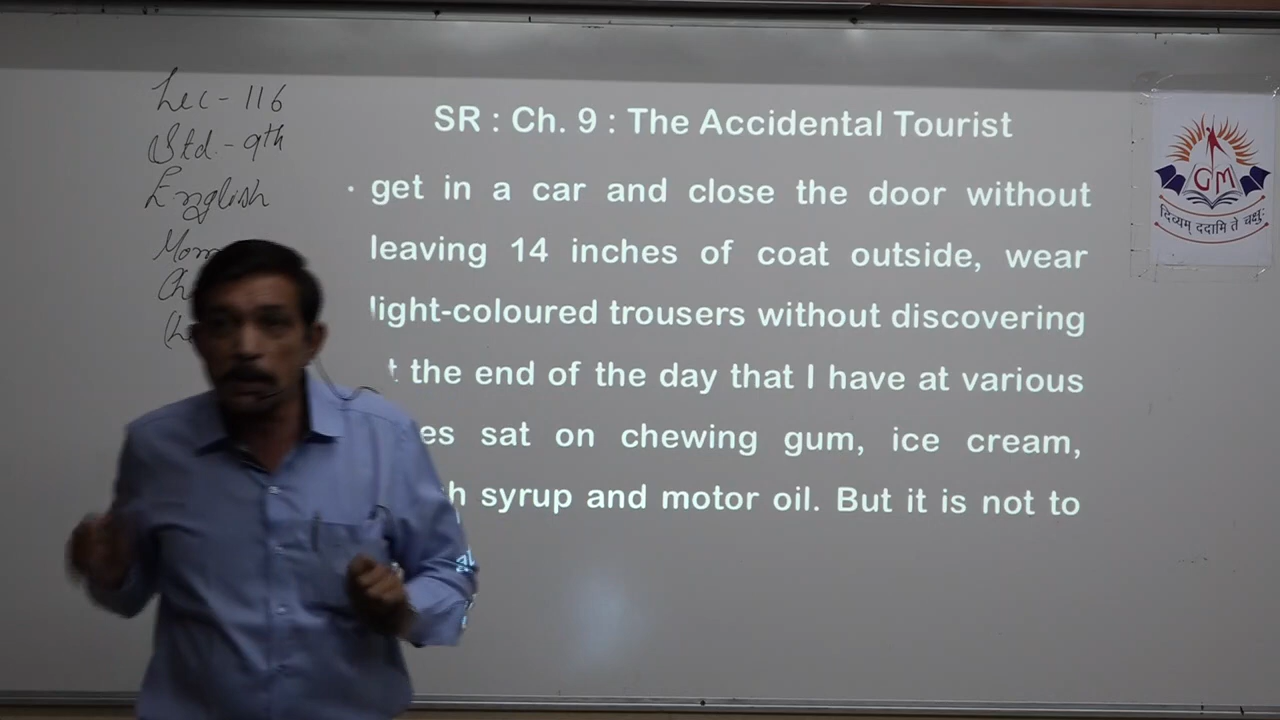 Lec - 116
Std. - 9th
English
SR : Ch. 9 : The Accidental Tourist
• get in a car and close the door without
leaving 14 inches of coat outside, wear
light-coloured trousers without discovering
the end of the day that I have at various
sat on chewing gum, ice cream,
syrup and motor oil. But it is not to
GM
दिव्यम् ददामि ते चक्षुः